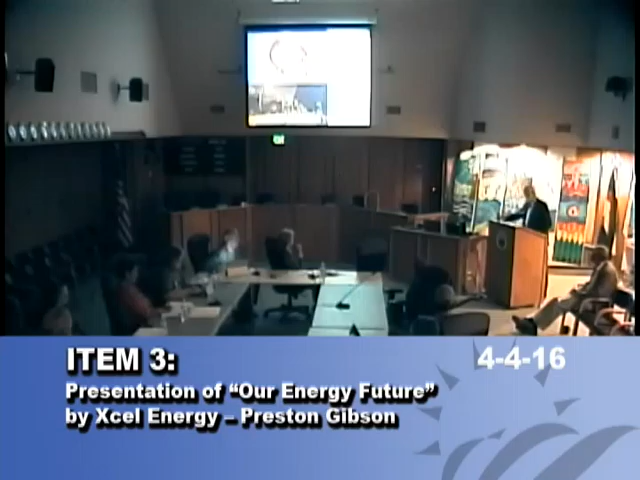 ITEM 3:
4-4-16
Presentation of “Our Energy Future”
by Xcel Energy – Preston Gibson